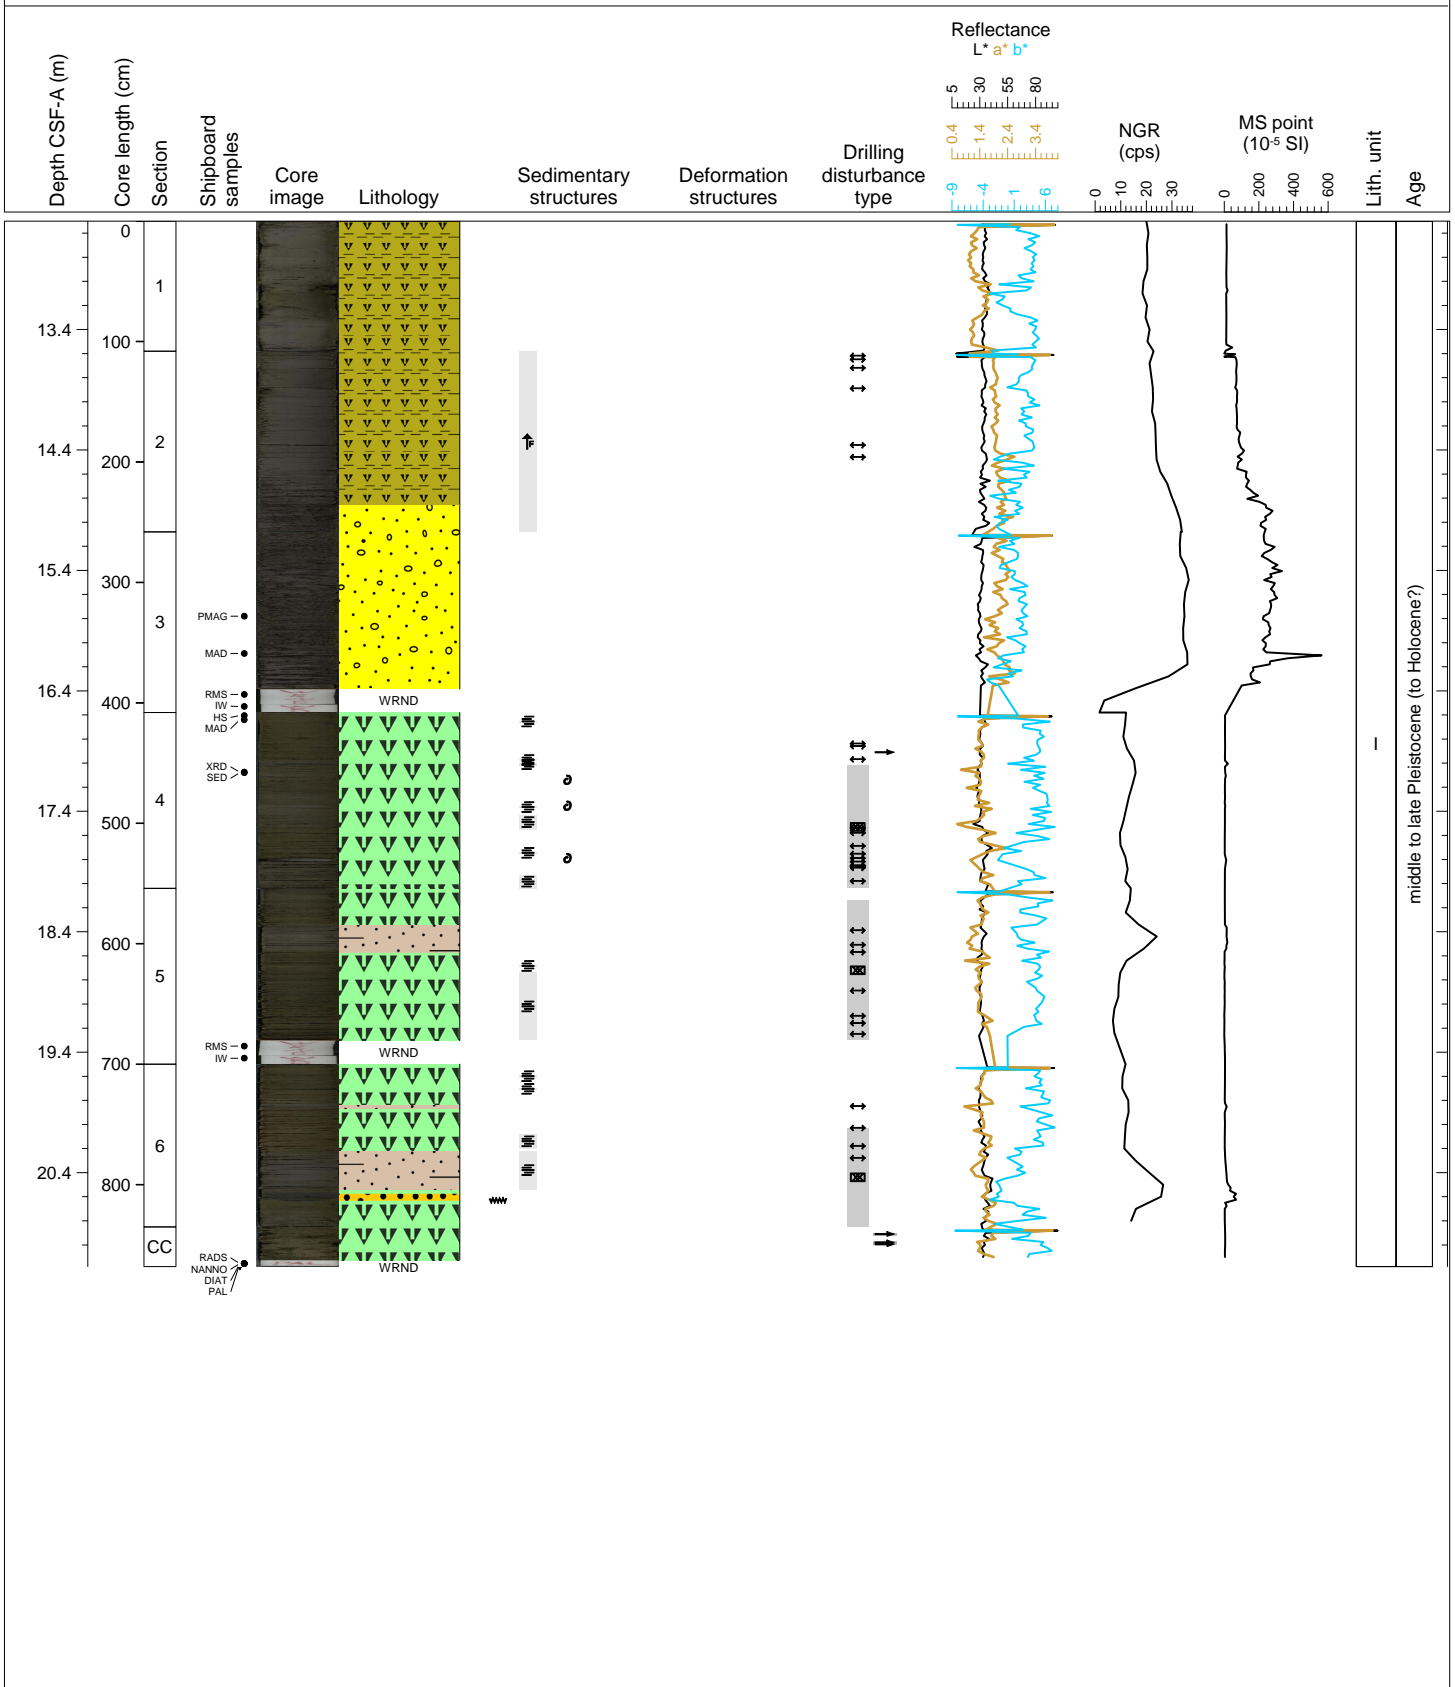 Depth CSF-A (m)
Core length (cm)
Section
Shipboard
samples
Core
image
Lithology
Sedimentary
structures
Deformation
structures
Drilling
disturbance
type
Reflectance
L* a* b*
5 30 55 80
0.4 1.4 2.4 3.4
-9 -4 1 6
NGR
(cps)
0 10 20 30
MS point
(10-5 SI)
0 200 400 600
Lith. unit
Age
13.4
14.4
15.4
16.4
17.4
18.4
19.4
20.4
0
100
200
300
400
500
600
700
800
1
2
3
4
5
6
CC
PMAG
MAD
RMS
IW
HS
MAD
XRD
SED
RMS
IW
RADS
NANNO
DIAT
PAL
WRND
WRND
WRND
F
I
middle to late Pleistocene (to Holocene?)